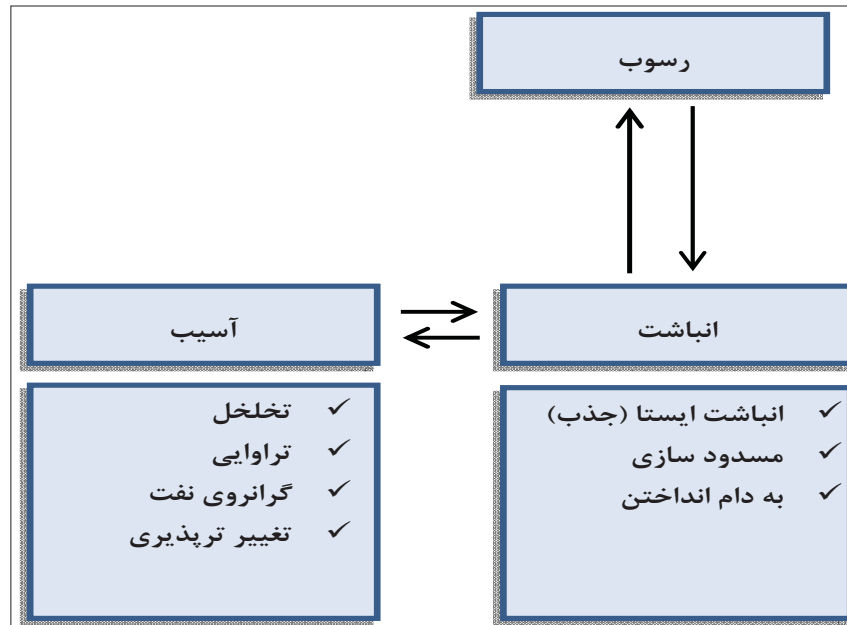 رسوب
انباشت
انباشت ایستا (جذب)
مسدود سازی
به دام انداختن
آسیب
تخلخل
تراوایی
گرانروی نفت
تغییر ترپذیری